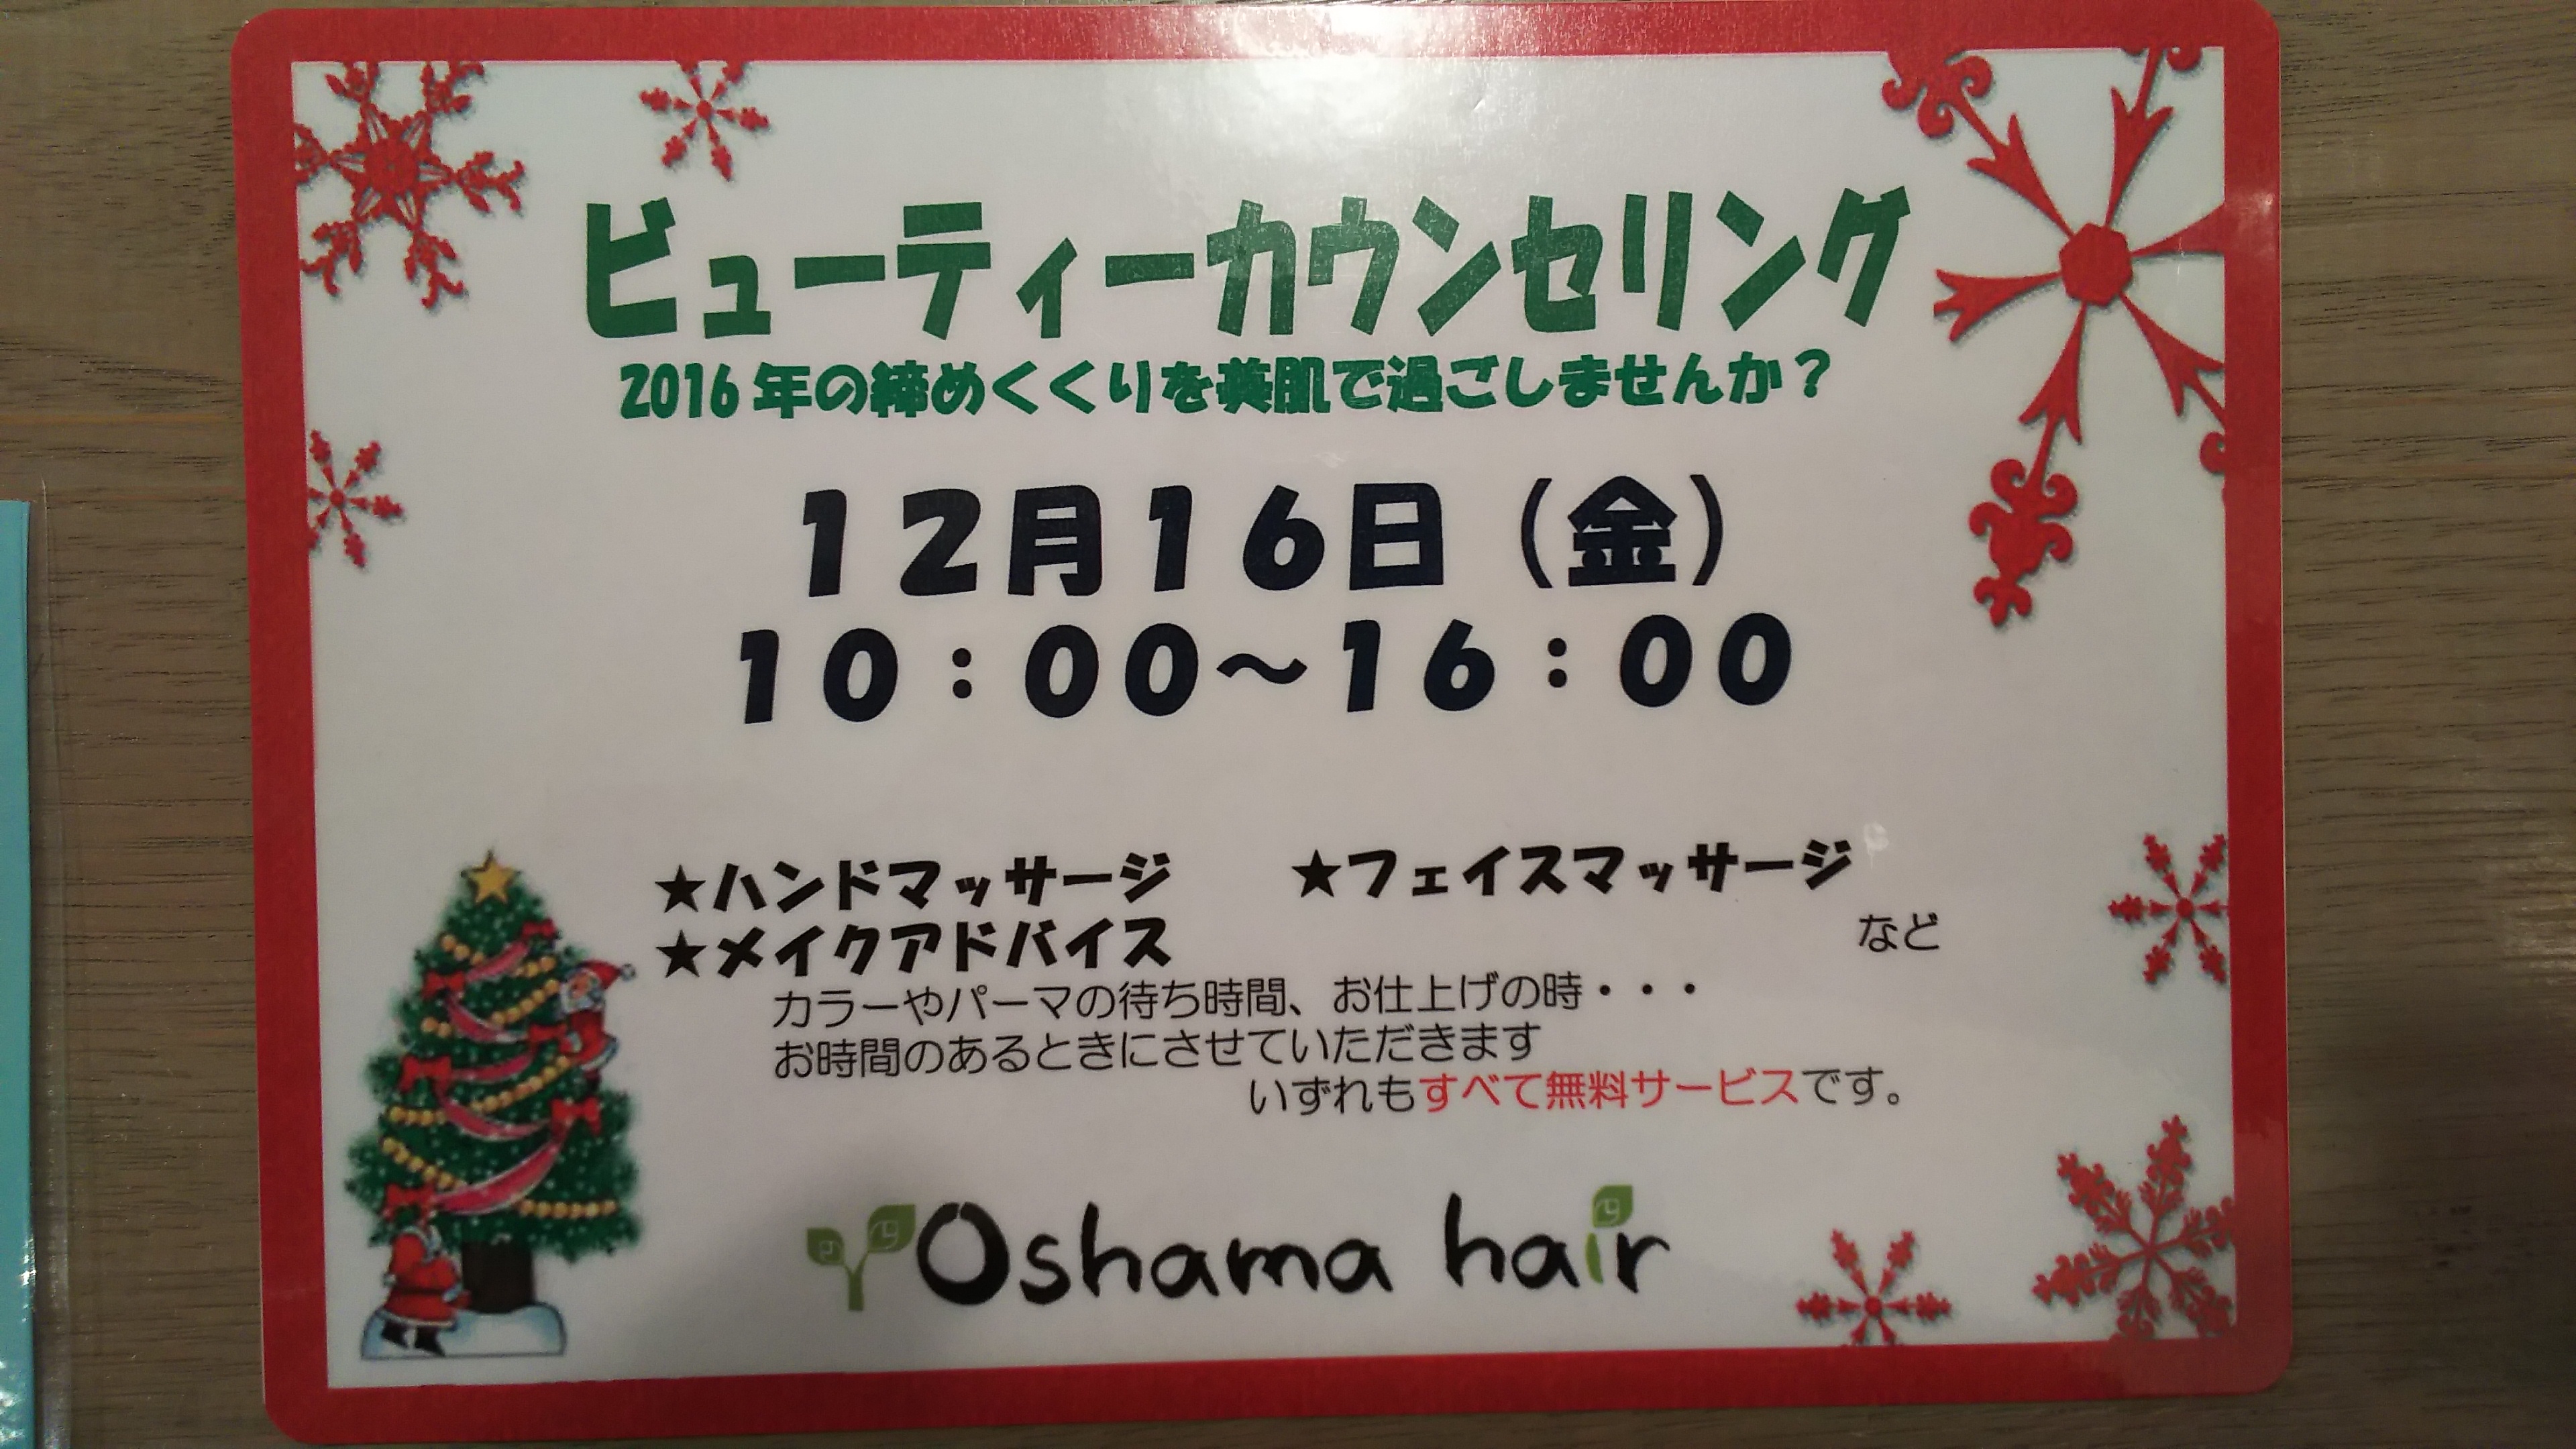 ビューティーカウンセリング
2016年の締めくくりを美肌で過ごしませんか？
12月16日（金）
10：00～16：00
★ハンドマッサージ　★フェイスマッサージ
★メイクアドバイス　など
カラーやパーマの待ち時間、お仕上げの時・・・
お時間のあるときにさせていただきます
いずれもすべて無料サービスです。
Oshama hair